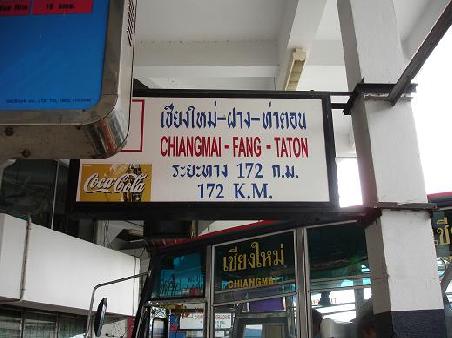 เชียงใหม่-ฝาง-ท่าตอน
CHIANGMAI - FANG - TATON
ระยะทาง 172 ก.ม.
172 K.M.
Coca-Cola
เชียงใหม่
CHIANGMAI